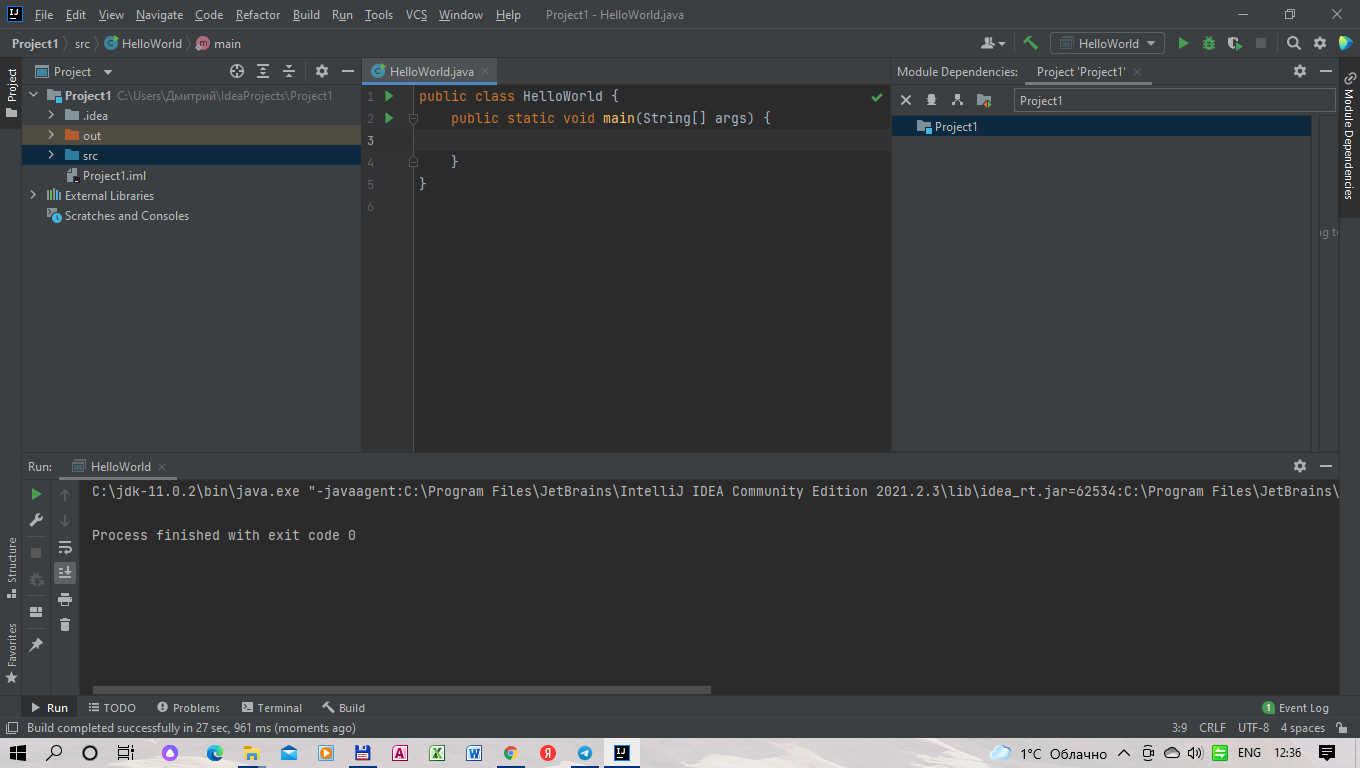 IJ File Edit View Navigate Code Refactor Build Run Tools VCS Window Help Project1 - HelloWorld.java
Project1 src HelloWorld m main HelloWorld
Project
Project
HelloWorld.java
Module Dependencies: Project 'Project1'
Project1 C:\Users\Дмитрий\IdeaProjects\Project1
.idea
out
src
Project1.iml
External Libraries
Scratches and Consoles
1 public class HelloWorld {
2 public static void main(String[] args) {
3
4 }
5 }
6
Project1
Project1
Module Dependencies
Run: HelloWorld
C:\jdk-11.0.2\bin\java.exe "-javaagent:C:\Program Files\JetBrains\IntelliJ IDEA Community Edition 2021.2.3\lib\idea_rt.jar=62534:C:\Program Files\JetBrains\
Process finished with exit code 0
Structure
Favorites
Run TODO Problems Terminal Build 1 Event Log
Build completed successfully in 27 sec, 961 ms (moments ago) 3:9 CRLF UTF-8 4 spaces
1°C Облачно ENG 12:36